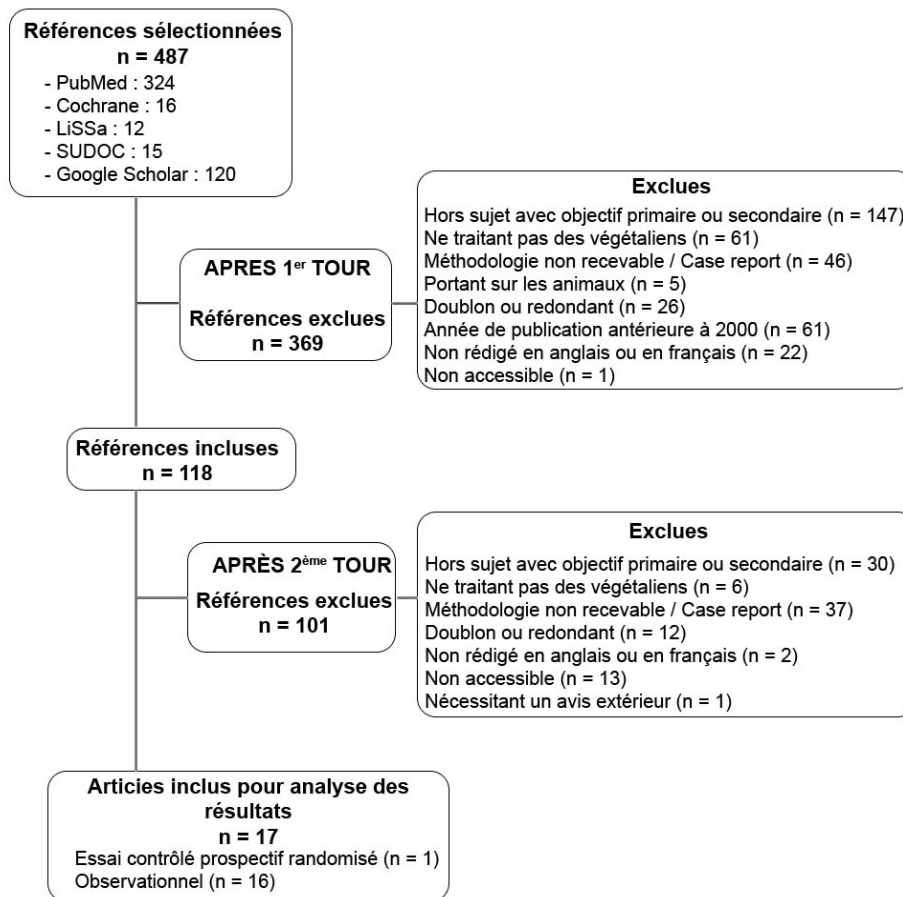 Références sélectionnées
n = 487
- PubMed : 324
- Cochrane : 16
- LiSSa : 12
- SUDOC : 15
- Google Scholar : 120
APRES 1er TOUR
Références exclues
n = 369
Exclues
Hors sujet avec objectif primaire ou secondaire (n = 147)
Ne traitant pas des végétaliens (n = 61)
Méthodologie non recevable / Case report (n = 46)
Portant sur les animaux (n = 5)
Doublon ou redondant (n = 26)
Année de publication antérieure à 2000 (n = 61)
Non rédigé en anglais ou en français (n = 22)
Non accessible (n = 1)
Références incluses
n = 118
APRÈS 2ème TOUR
Références exclues
n = 101
Exclues
Hors sujet avec objectif primaire ou secondaire (n = 30)
Ne traitant pas des végétaliens (n = 6)
Méthodologie non recevable / Case report (n = 37)
Doublon ou redondant (n = 12)
Non rédigé en anglais ou en français (n = 2)
Non accessible (n = 13)
Nécessitant un avis extérieur (n = 1)
Articies inclus pour analyse des
résultats
n = 17
Essai contrôlé prospectif randomisé (n = 1)
Observationnel (n = 16)